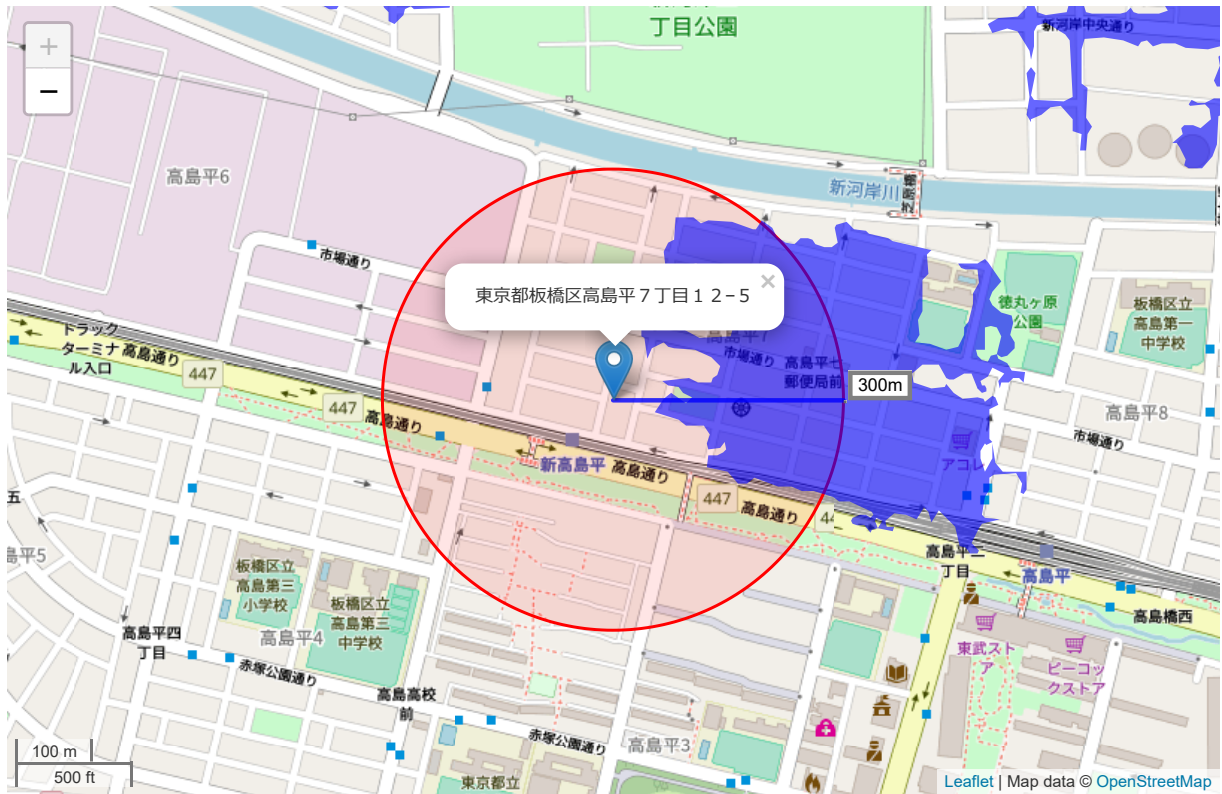 丁目公園
新河岸中央通り
+
−
高島平6
新河岸川
芝原橋
市場通り
東京都板橋区高島平７丁目１２−５
×
徳丸ヶ原
公園
板橋区立
高島第一
中学校
トラック
ターミナ
ル入口
高島通り
447
高島平7
市場通り
高島平七
郵便局前
300m
447
高島通り
高島平8
市場通り
アコレ
新高島平
高島通り
447
高島通り
44
五
島平5
高島平二
丁目
高島平
板橋区立
高島第三
小学校
板橋区立
高島第三
中学校
高島平4
高島平四
丁目
赤塚公園通り
高島橋西
東武スト
ア
ピーコッ
クストア
高島高校
前
赤塚公園通り
高島平3
東京都立
100 m
500 ft
Leaflet | Map data © OpenStreetMap